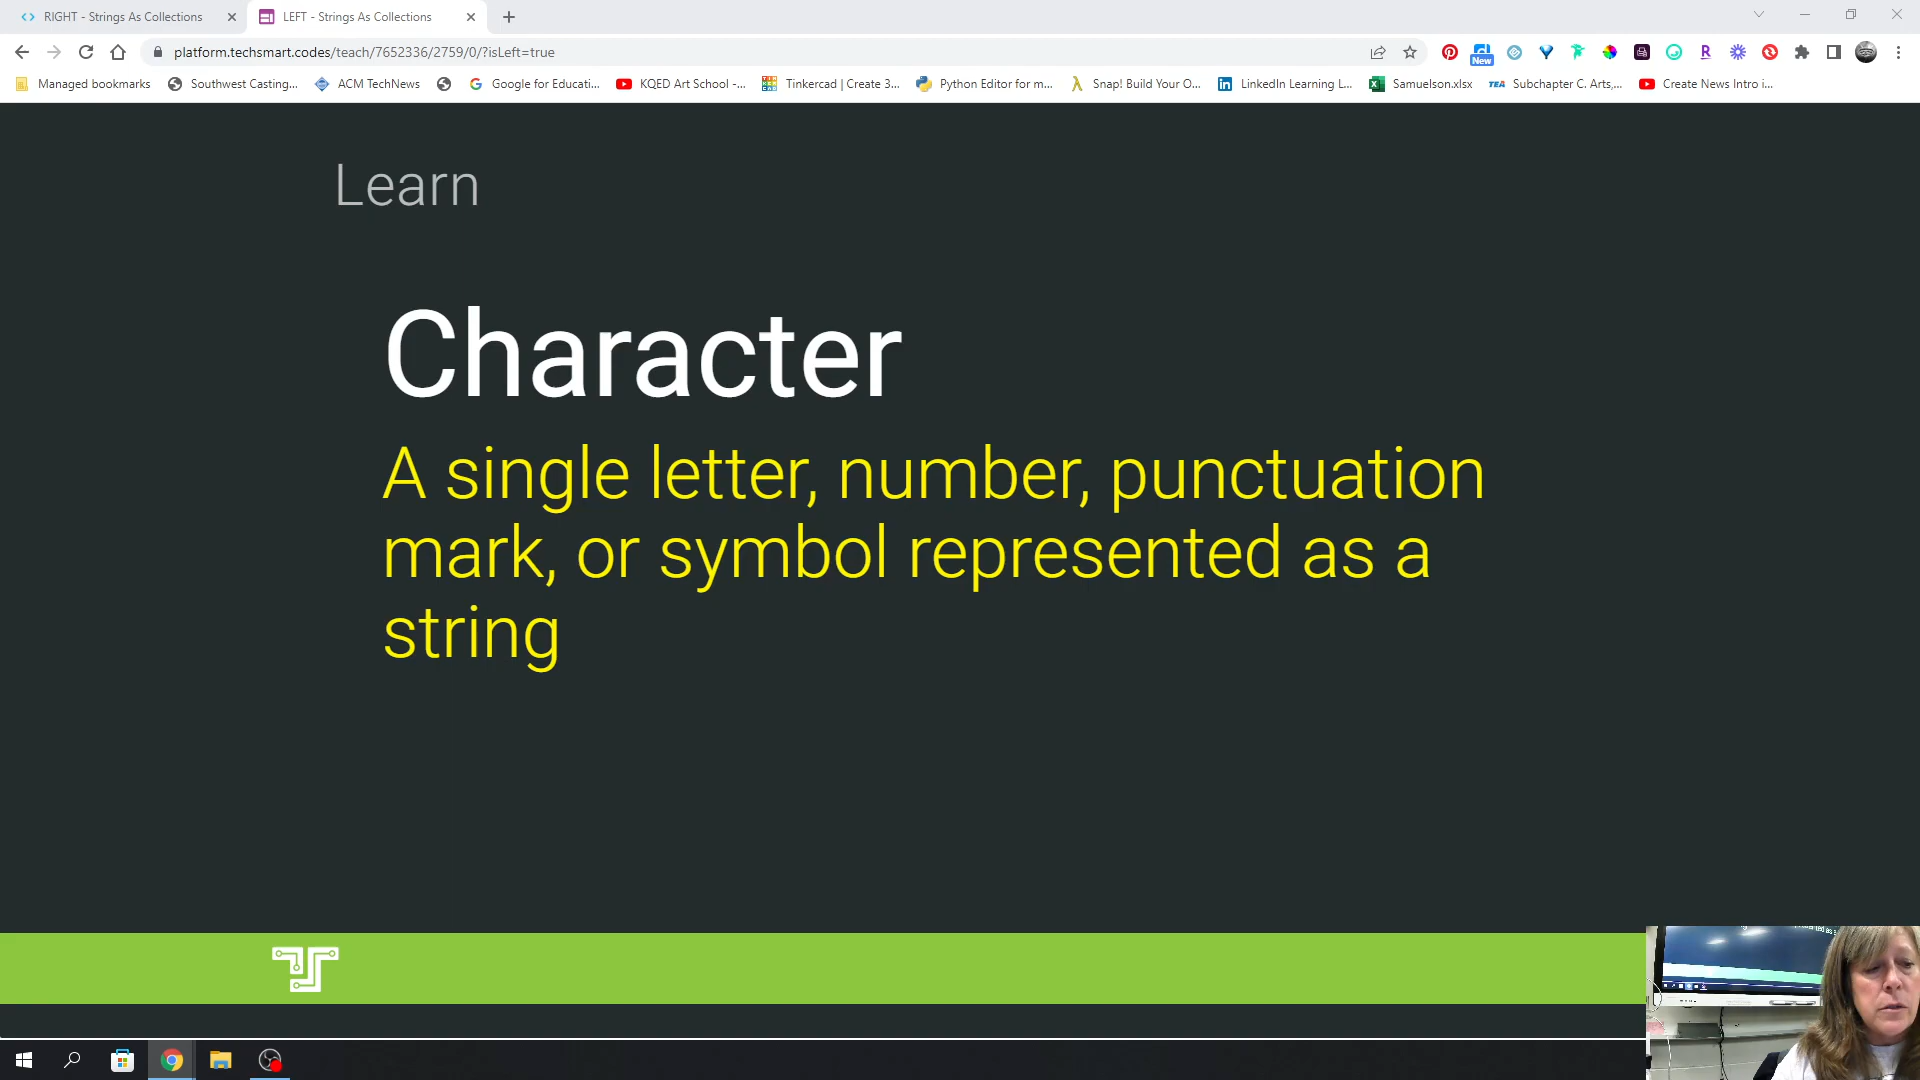 RIGHT - Strings As Collections
LEFT - Strings As Collections
platform.techsmart.codes/teach/7652336/2759/0/?isLeft=true
New
Managed bookmarks
Southwest Casting...
ACM TechNews
Google for Educati...
KQED Art School -...
Tinkercad | Create 3...
Python Editor for m...
Snap! Build Your O...
LinkedIn Learning L...
Samuelson.xlsx
TEA
Subchapter C. Arts,...
Create News Intro i...
Learn
Character
A single letter, number, punctuation
mark, or symbol represented as a
string